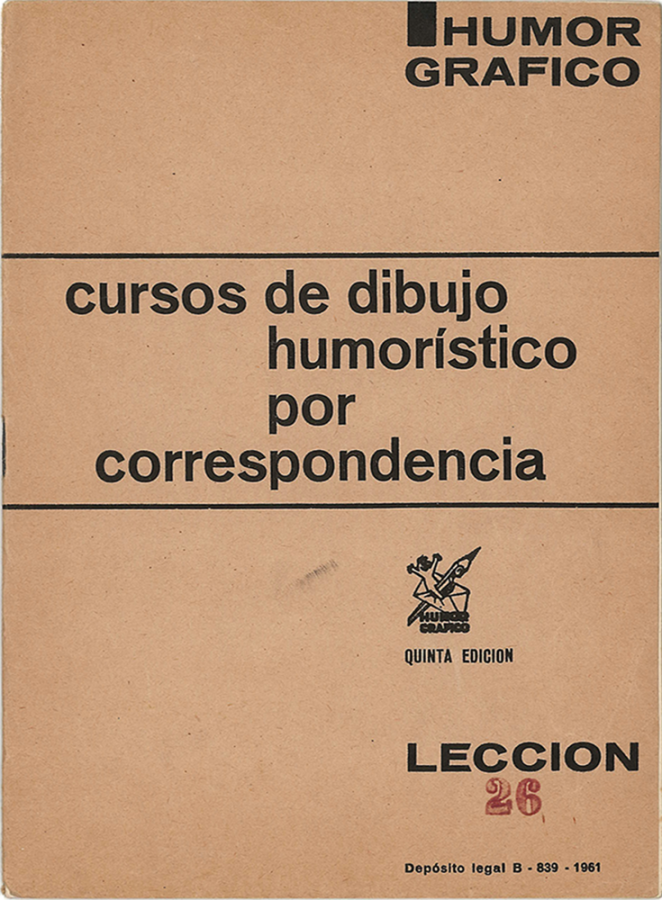 HUMOR
GRAFICO
cursos de dibujo
humorístico
por
correspondencia
HUMOR
GRAFICO
QUINTA EDICION
LECCION
26
Depósito legal B - 839 - 1961